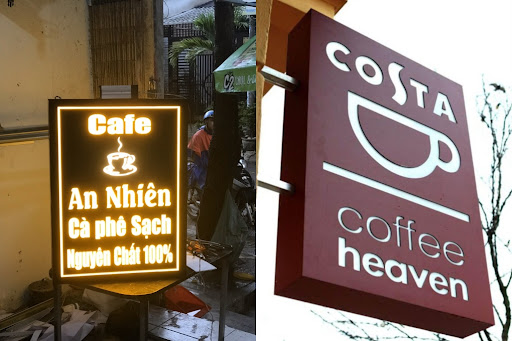 Cafe
An Nhiên
Cà phê Sạch
Nguyên Chất 100%
COSTA
coffee
heaven